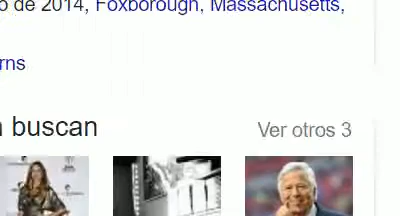 o de 2014, Foxborough, Massachusetts,
rns
buscan
Ver otros 3